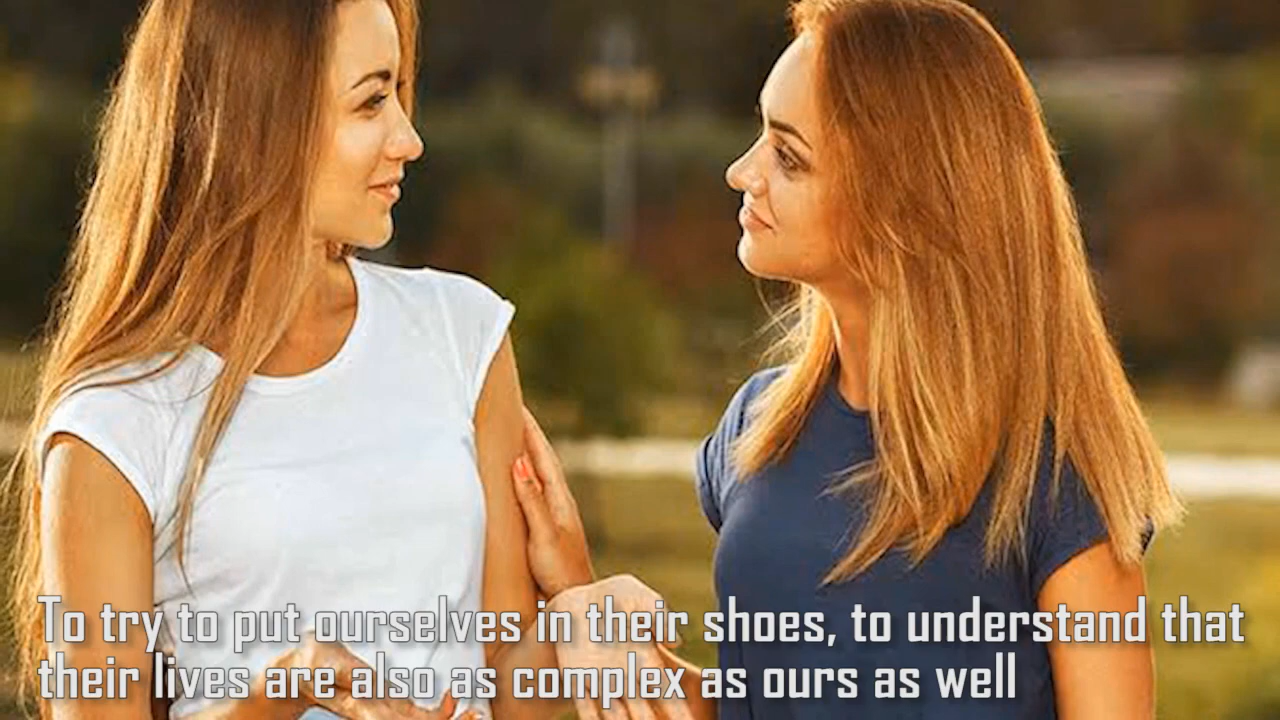 To try to put ourselves in their shoes, to understand that
their lives are also as complex as ours as well